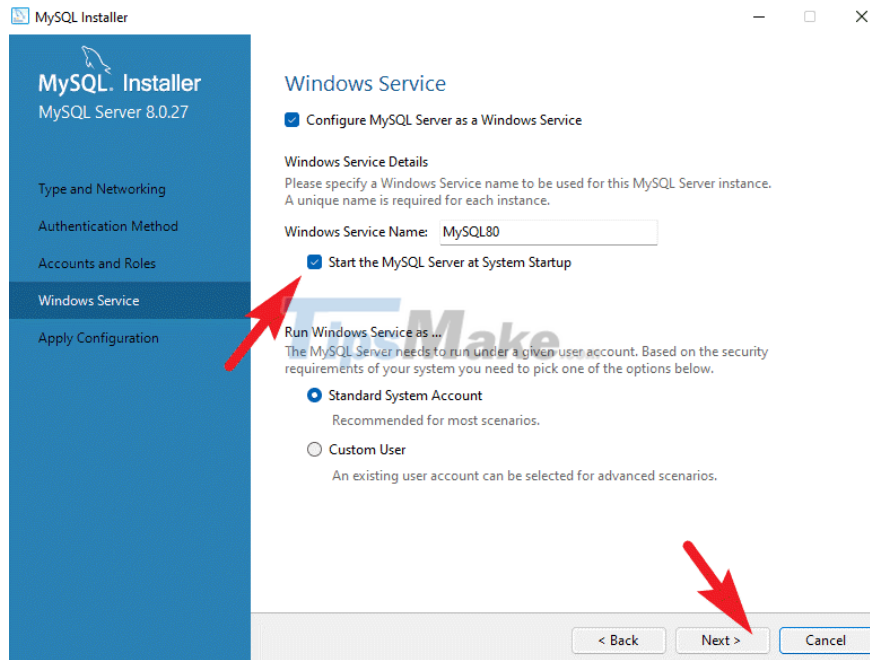 MySQL Installer
MySQL. Installer
MySQL Server 8.0.27
Type and Networking
Authentication Method
Accounts and Roles
Windows Service
Apply Configuration
Windows Service
Configure MySQL Server as a Windows Service
Windows Service Details
Please specify a Windows Service name to be used for this MySQL Server instance.
A unique name is required for each instance.
Windows Service Name: MySQL80
Start the MySQL Server at System Startup
TipsMake
Run Windows Service as ...
The MySQL Server needs to run under a given user account. Based on the security
requirements of your system you need to pick one of the options below.
Standard System Account
Recommended for most scenarios.
Custom User
An existing user account can be selected for advanced scenarios.
< Back Next > Cancel